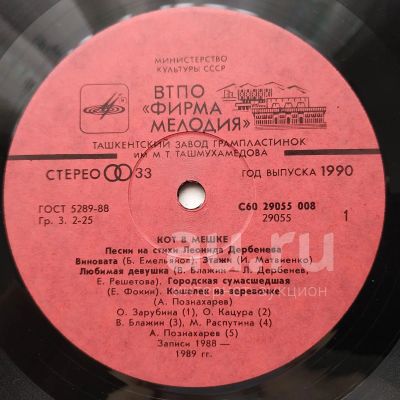 МИНИСТЕРСТВО
КУЛЬТУРЫ СССР
ВТПО
«ФИРМА
МЕЛОДИЯ»
ТАШКЕНТСКИЙ ЗАВОД ГРАМПЛАСТИНОК
ИМ М. Т. ТАШМУХАМЕДОВА
СТЕРЕО 33
ГОД ВЫПУСКА 1990
ГОСТ 5289-88
Гр. 3. 2-25
С60 29055 008
29055
1
КОТ В МЕШКЕ
Песни на стихи Леонида Дербенева
Виновата (Б. Емельянов). Этажи (И. Матвиенко)
Любимая девушка (В. Блажин — Л. Дербенев,
Е. Решетова). Городская сумасшедшая
(Е. Фокин). Кошелек на веревочке
(А. Познахарев)
О. Зарубина (1), О. Кацура (2)
В. Блажин (3), М. Распутина (4)
А. Познахарев (5)
Записи 1988 —
1989 гг.